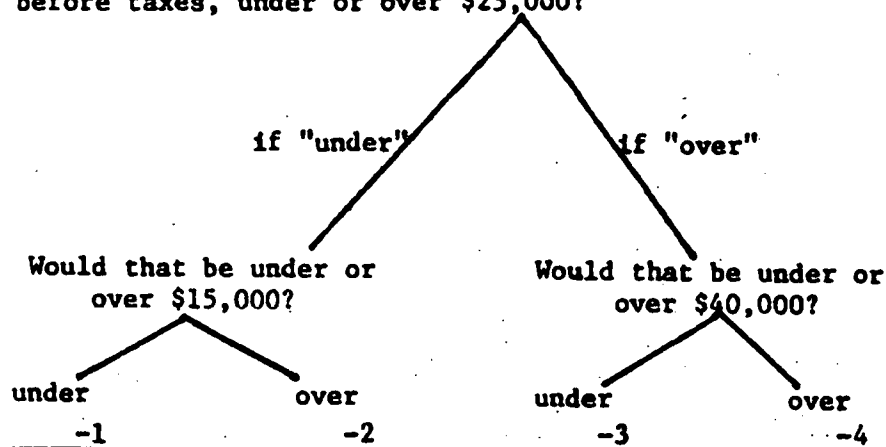 before taxes, under or over $25,000?
if "under"
if "over"
Would that be under or
over $15,000?
Would that be under or
over $40,000?
under
over
under
over
-1
-2
-3
-4